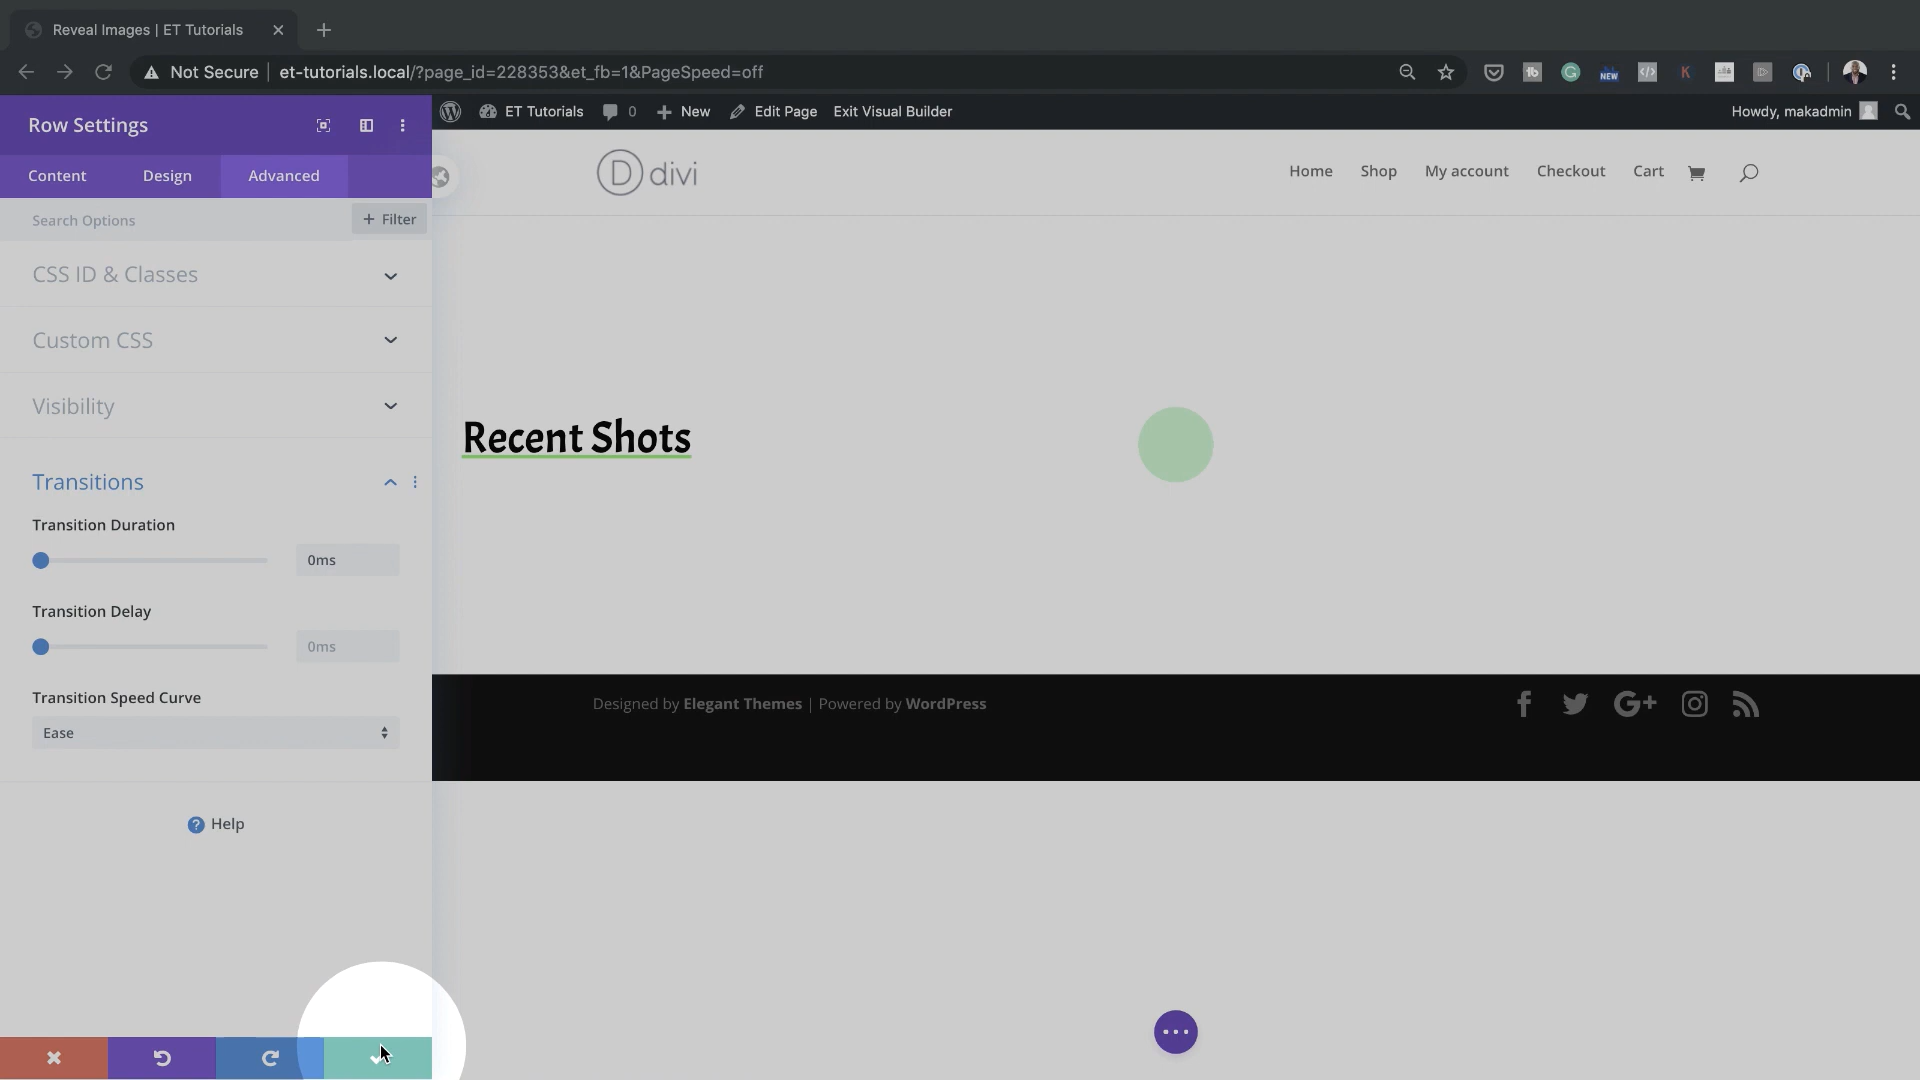 Reveal Images | ET Tutorials
Not Secure | et-tutorials.local/?page_id=228353&et_fb=1&PageSpeed=off
NEW
Row Settings
ET Tutorials 0 New Edit Page Exit Visual Builder Howdy, makadmin
Content Design Advanced
divi
Home Shop My account Checkout Cart
Search Options
+ Filter
CSS ID & Classes
Custom CSS
Visibility
Recent Shots
Transitions
Transition Duration
0ms
Transition Delay
0ms
Transition Speed Curve
Ease
Designed by Elegant Themes | Powered by WordPress
Help